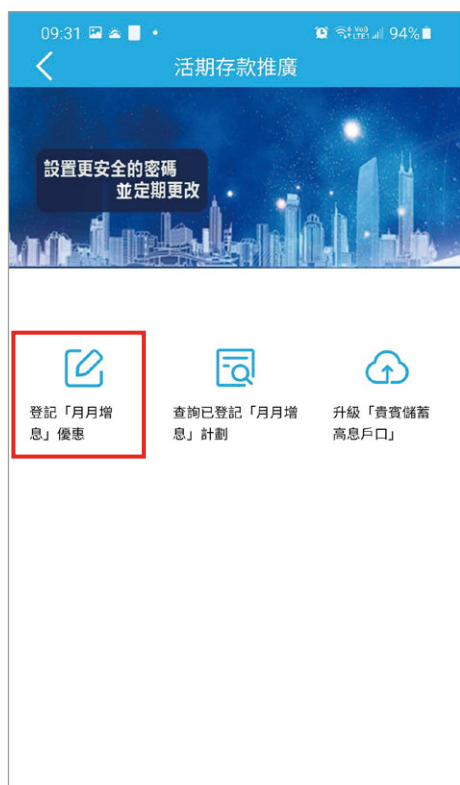 09:31 94%
活期存款推廣
設置更安全的密碼
並定期更改
登記「月月增
息」優惠
查詢已登記「月月增
息」計劃
升級「貴賓儲蓄
高息戶口」